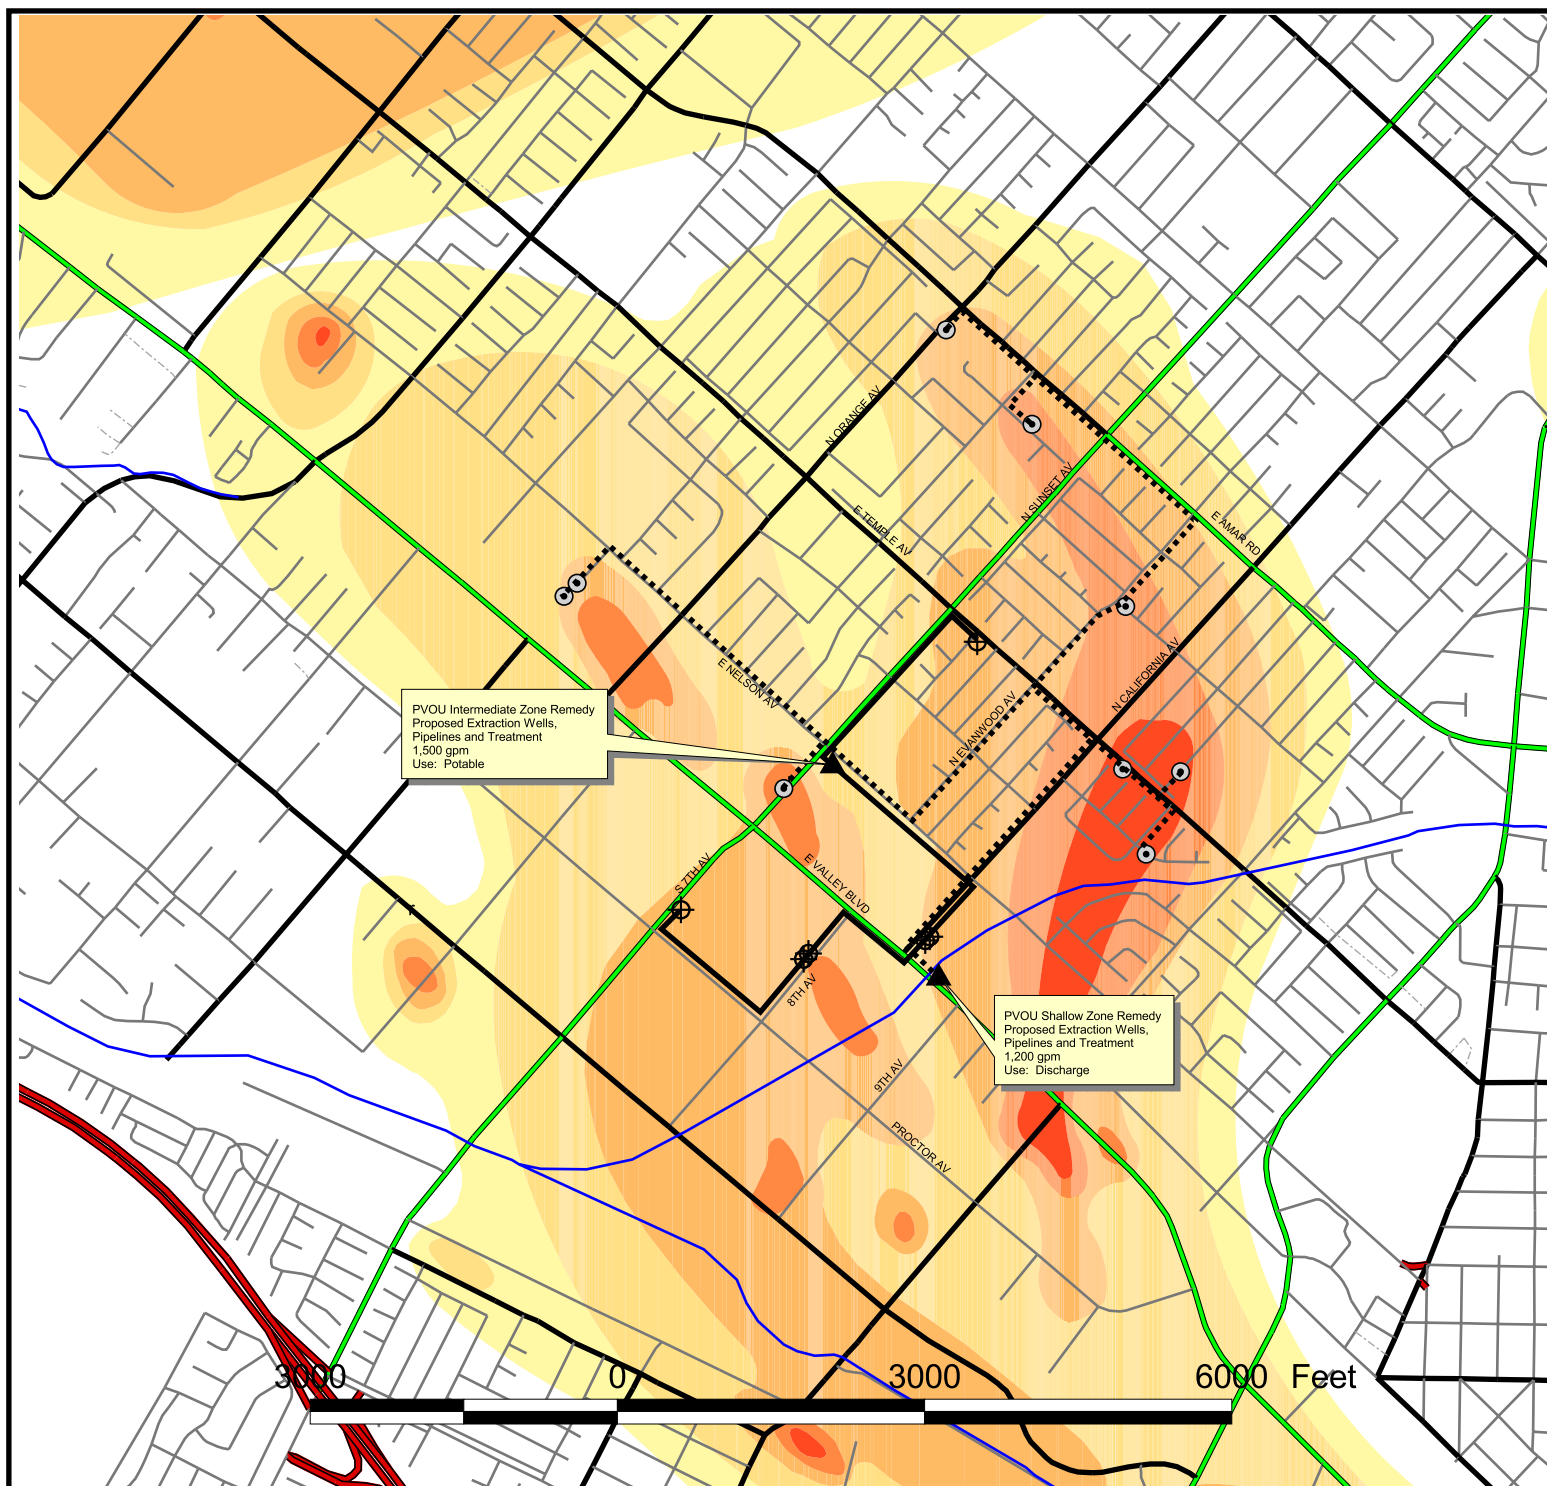 N ORANGE AV
N SUNSET AV
E TEMPLE AV
E AMAR RD
E NELSON AV
N EVANWOOD AV
N CALIFORNIA AV
PVOU Intermediate Zone Remedy
Proposed Extraction Wells,
Pipelines and Treatment
1,500 gpm
Use: Potable
S 7TH AV
E VALLEY BLVD
8TH AV
PVOU Shallow Zone Remedy
Proposed Extraction Wells,
Pipelines and Treatment
1,200 gpm
Use: Discharge
9TH AV
PROCTOR AV
3000 0 3000 6000 Feet